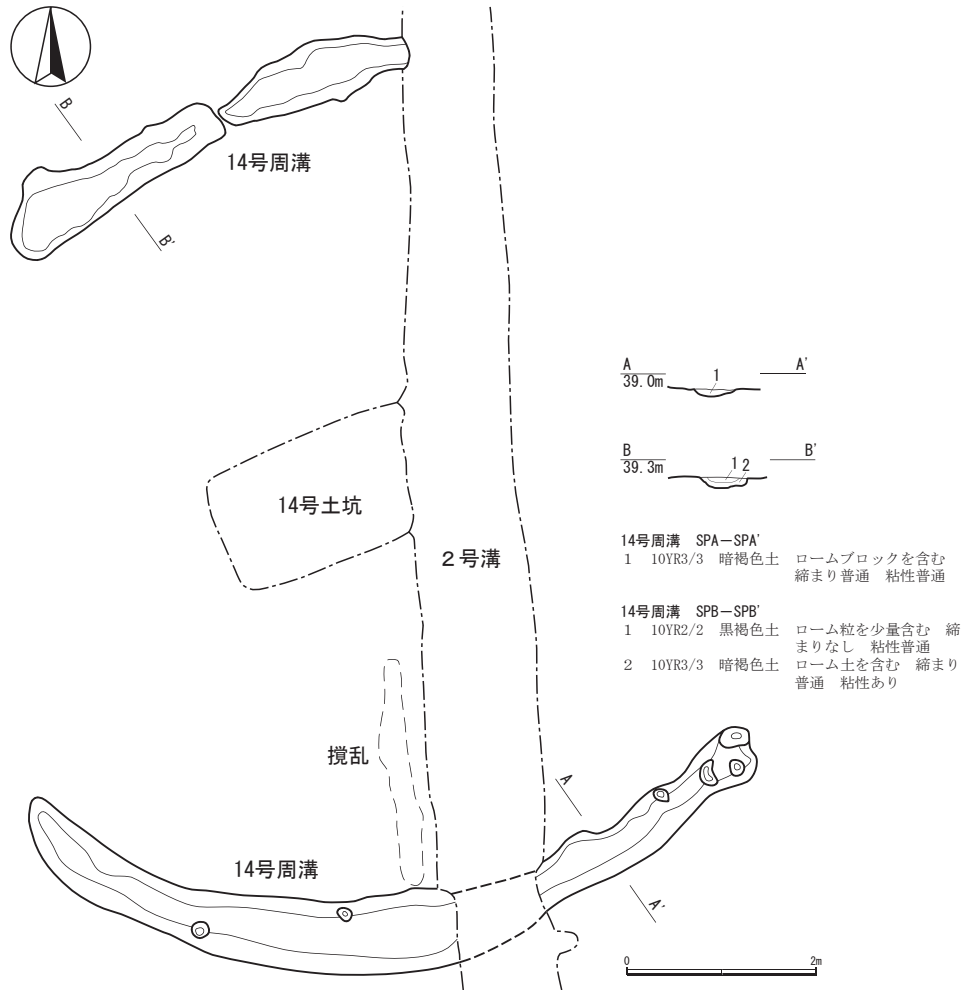 B
14号周溝
B'
A
39.0m
1
A'
B
39.3m
1 2
B'
14号土坑
2号溝
14号周溝 SPA－SPA'
1 10YR3/3 暗褐色土 ロームブロックを含む
締まり普通 粘性普通
14号周溝 SPB－SPB'
1 10YR2/2 黒褐色土 ローム粒を少量含む 締
まりなし 粘性普通
2 10YR3/3 暗褐色土 ローム土を含む 締まり
普通 粘性あり
撹乱
A
14号周溝
A'
0 2m